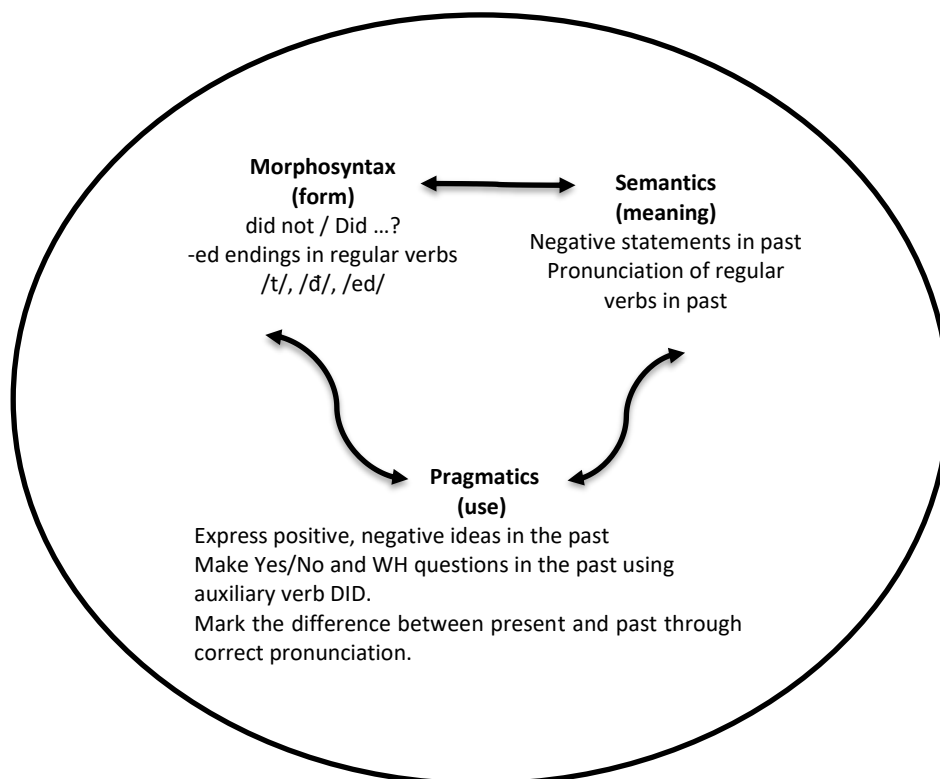 Morphosyntax
(form)
did not / Did …?
-ed endings in regular verbs
/t/, /đ/, /ed/
Semantics
(meaning)
Negative statements in past
Pronunciation of regular
verbs in past
Pragmatics
(use)
Express positive, negative ideas in the past
Make Yes/No and WH questions in the past using
auxiliary verb DID.
Mark the difference between present and past through
correct pronunciation.